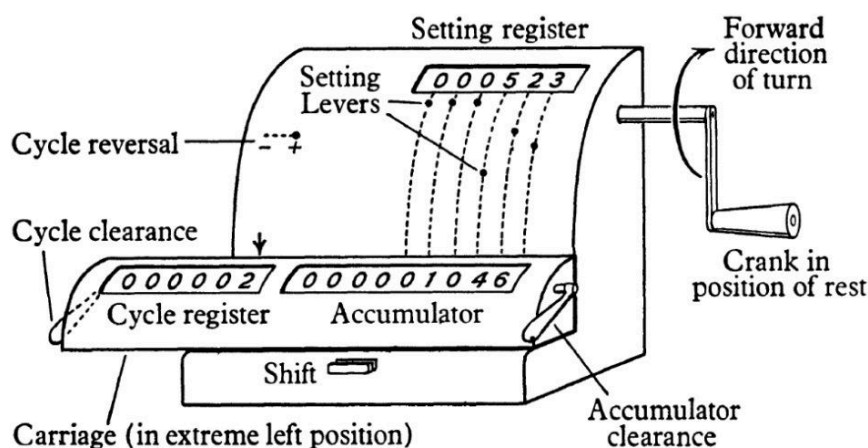 Setting register
0 0 0 5 2 3
Setting
Levers
Forward
direction
of turn
Cycle reversal
− +
Cycle clearance
0 0 0 0 0 2
Cycle register
0 0 0 0 0 1 0 4 6
Accumulator
Crank in
position of rest
Shift
Carriage (in extreme left position)
Accumulator
clearance